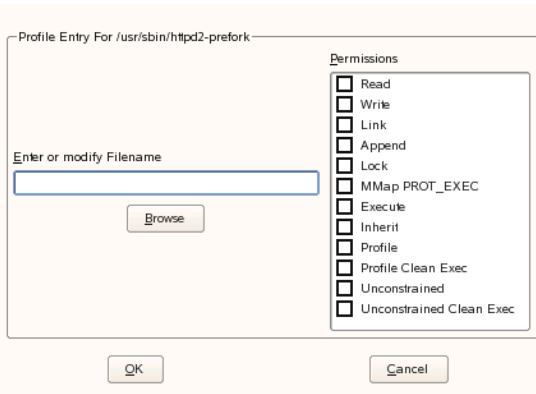 Profile Entry For /usr/sbin/httpd2-prefork
Permissions
Read
Write
Link
Append
Lock
MMap PROT_EXEC
Execute
Inherit
Profile
Profile Clean Exec
Unconstrained
Unconstrained Clean Exec
Enter or modify Filename
Browse
OK
Cancel